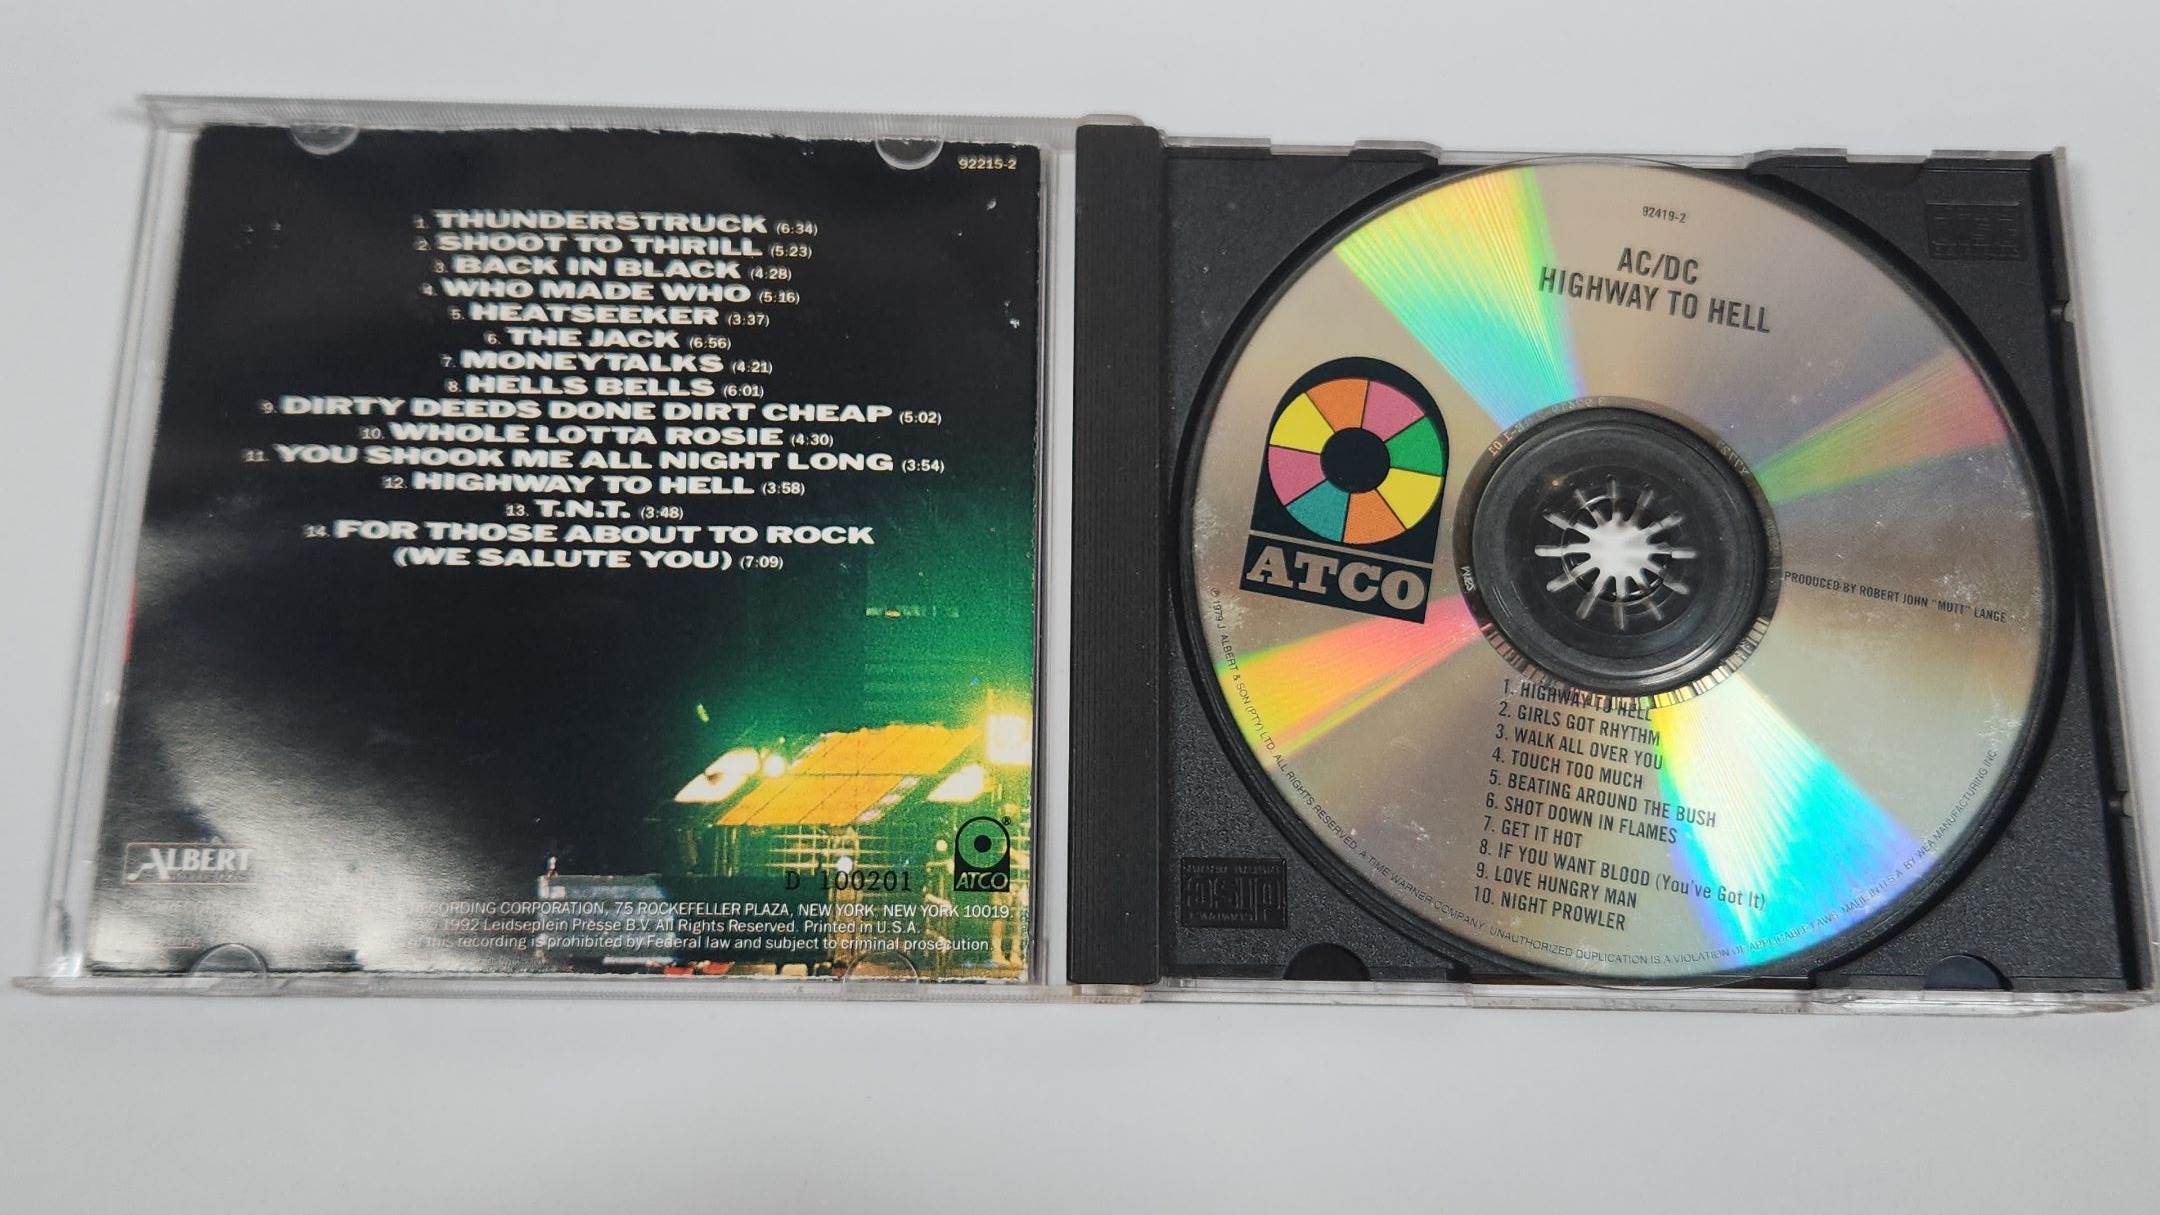 92215-2
1. THUNDERSTRUCK (6:34)
2. SHOOT TO THRILL (5:23)
3. BACK IN BLACK (4:28)
4. WHO MADE WHO (5:16)
5. HEATSEEKER (3:37)
6. THE JACK (6:56)
7. MONEYTALKS (4:21)
8. HELLS BELLS (6:01)
9. DIRTY DEEDS DONE DIRT CHEAP (5:02)
10. WHOLE LOTTA ROSIE (4:30)
11. YOU SHOOK ME ALL NIGHT LONG (3:54)
12. HIGHWAY TO HELL (3:58)
13. T.N.T. (3:48)
14. FOR THOSE ABOUT TO ROCK
(WE SALUTE YOU) (7:09)
ALBERT
D 100201
ATCO®
CORPORATION, 75 ROCKEFELLER PLAZA, NEW YORK, NEW YORK 10019.
1992 Leidseplein Presse B.V. All Rights Reserved. Printed in U.S.A.
this recording is prohibited by Federal law and subject to criminal prosecution.
92419-2
AC/DC
HIGHWAY TO HELL
ATCO
PRODUCED BY ROBERT JOHN "MUTT" LANGE
1. HIGHWAY TO HELL
2. GIRLS GOT RHYTHM
3. WALK ALL OVER YOU
4. TOUCH TOO MUCH
5. BEATING AROUND THE BUSH
6. SHOT DOWN IN FLAMES
7. GET IT HOT
8. IF YOU WANT BLOOD (You've Got It)
9. LOVE HUNGRY MAN
10. NIGHT PROWLER
℗ 1979 J. ALBERT & SON (PTY) LTD. ALL RIGHTS RESERVED. A TIME WARNER COMPANY. UNAUTHORIZED DUPLICATION IS A VIOLATION OF APPLICABLE LAWS. MADE IN U.S.A. BY WEA MANUFACTURING INC.
disc